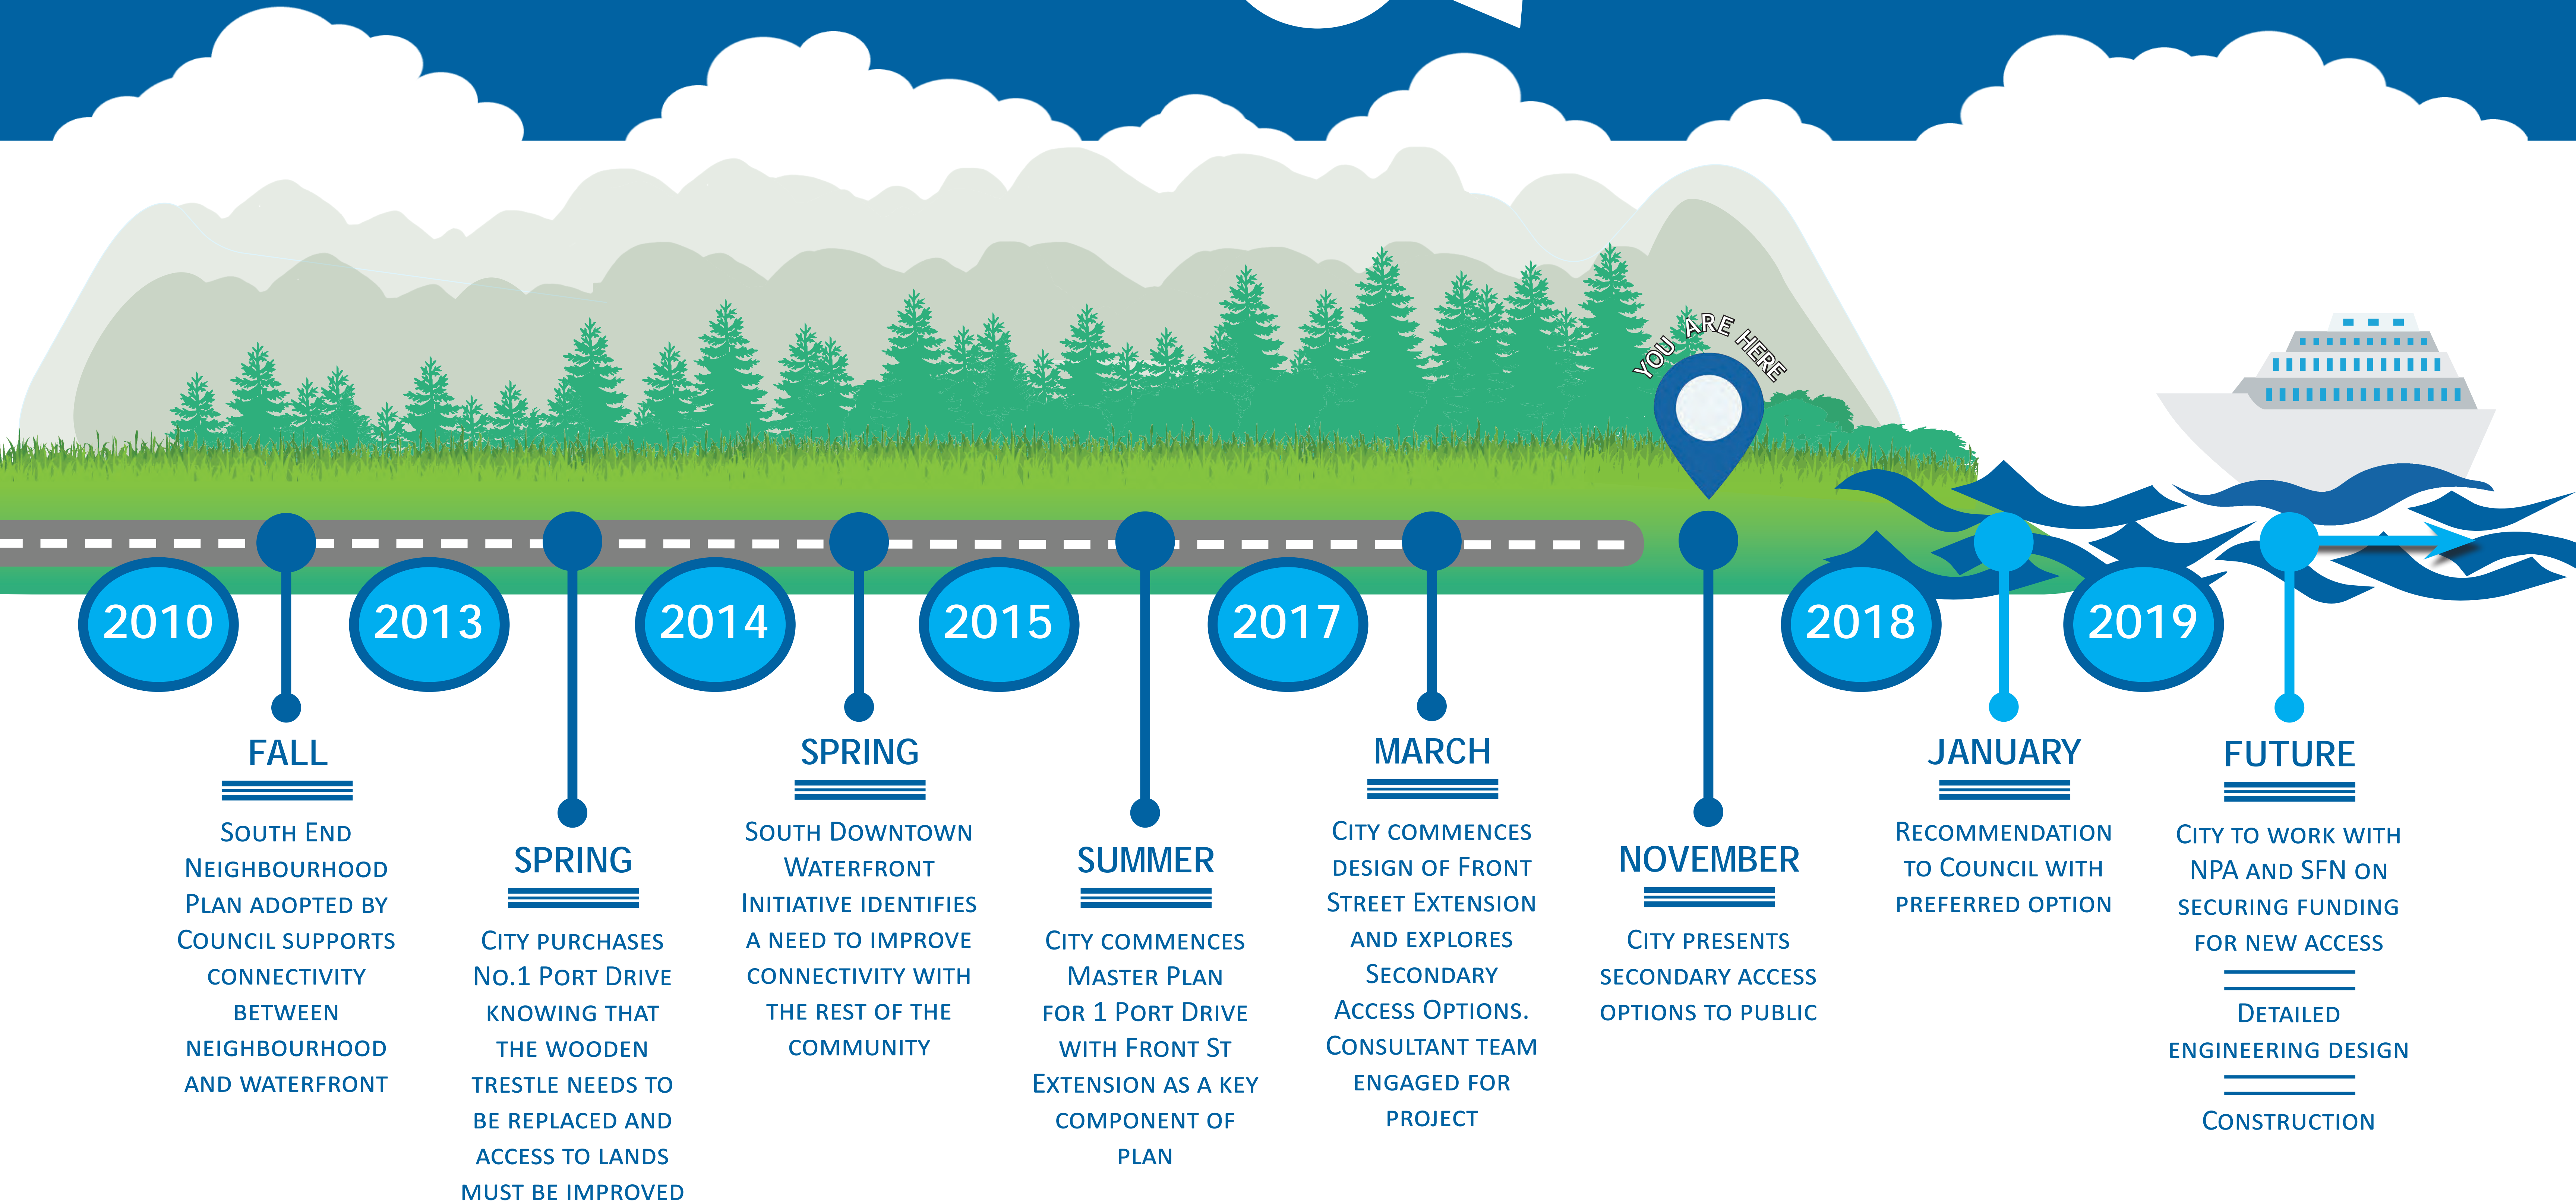 YOU ARE HERE
2010
FALL
South End
Neighbourhood
Plan adopted by
Council supports
connectivity
between
neighbourhood
and waterfront
2013
SPRING
City purchases
No.1 Port Drive
knowing that
the wooden
trestle needs to
be replaced and
access to lands
must be improved
2014
SPRING
South Downtown
Waterfront
Initiative identifies
a need to improve
connectivity with
the rest of the
community
2015
SUMMER
City commences
Master Plan
for 1 Port Drive
with Front St
Extension as a key
component of
plan
2017
MARCH
City commences
design of Front
Street Extension
and explores
Secondary
Access Options.
Consultant team
engaged for
project
NOVEMBER
City presents
secondary access
options to public
2018
JANUARY
Recommendation
to Council with
preferred option
2019
FUTURE
City to work with
NPA and SFN on
securing funding
for new access
Detailed
engineering design
Construction